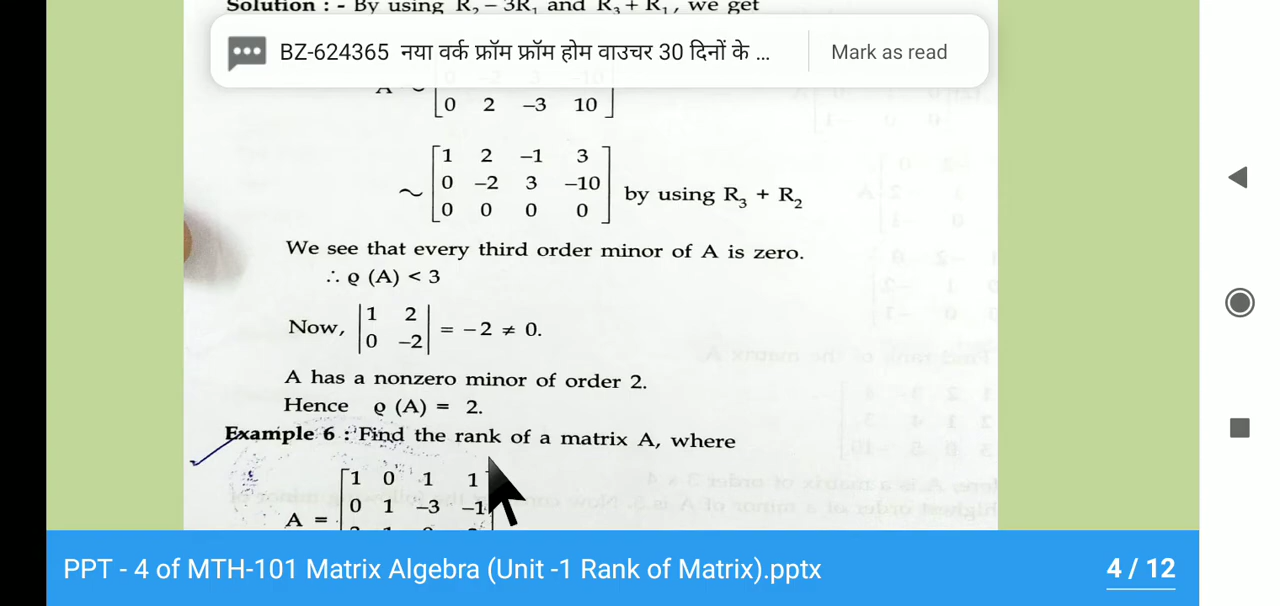 Solution : - By using R₂ – 3R₁ and R₃ + R₁, we get
BZ-624365 नया वर्क फ्रॉम फ्रॉम होम वाउचर 30 दिनों के ...
Mark as read
0 -2 3 -10
A ~
0 2 –3 10
1 2 -1 3
0 -2 3 -10
~ by using R₃ + R₂
0 0 0 0
We see that every third order minor of A is zero.
∴ ϱ (A) < 3
1 2
Now, = – 2 ≠ 0.
0 -2
A has a nonzero minor of order 2.
Hence ϱ (A) = 2.
Example 6 : Find the rank of a matrix A, where
1 0 1 1
0 1 –3 –1
A =
PPT - 4 of MTH-101 Matrix Algebra (Unit -1 Rank of Matrix).pptx
4 / 12